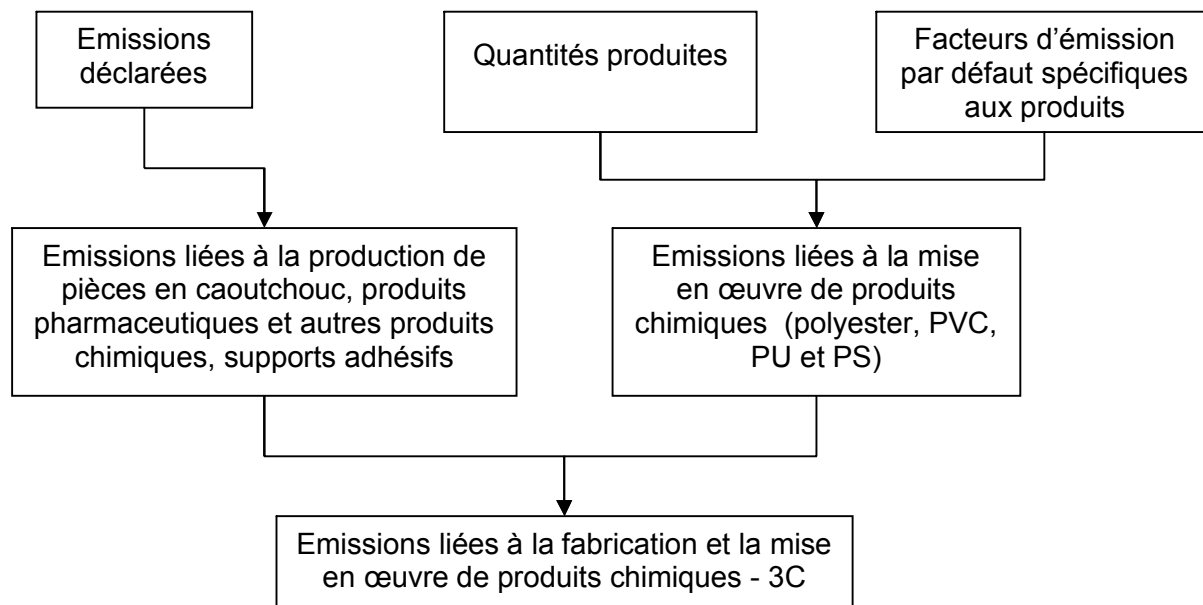 Emissions
déclarées
Quantités produites
Facteurs d’émission
par défaut spécifiques
aux produits
Emissions liées à la production de
pièces en caoutchouc, produits
pharmaceutiques et autres produits
chimiques, supports adhésifs
Emissions liées à la mise
en œuvre de produits
chimiques (polyester, PVC,
PU et PS)
Emissions liées à la fabrication et la mise
en œuvre de produits chimiques - 3C